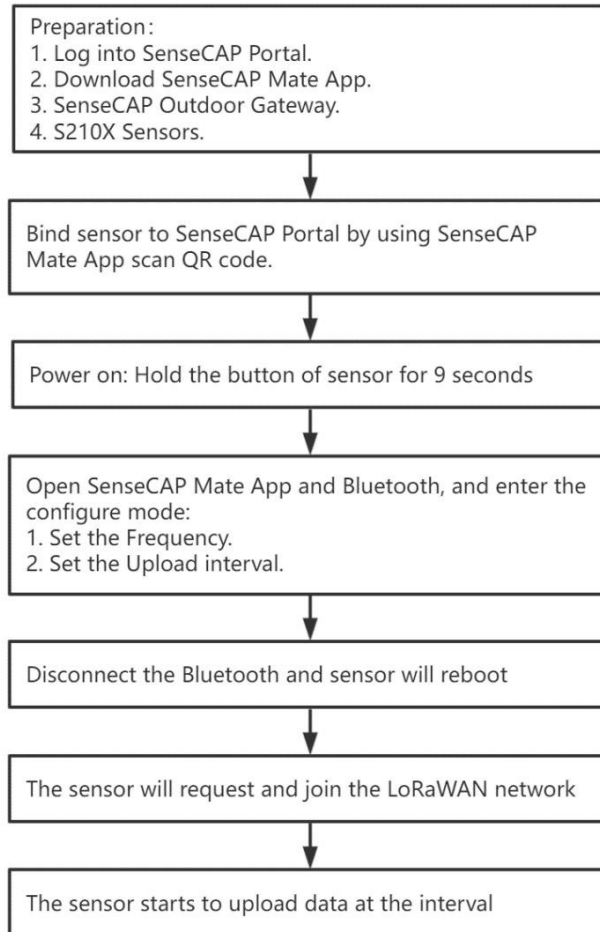 Preparation：
1. Log into SenseCAP Portal.
2. Download SenseCAP Mate App.
3. SenseCAP Outdoor Gateway.
4. S210X Sensors.
Bind sensor to SenseCAP Portal by using SenseCAP
Mate App scan QR code.
Power on: Hold the button of sensor for 9 seconds
Open SenseCAP Mate App and Bluetooth, and enter the
configure mode:
1. Set the Frequency.
2. Set the Upload interval.
Disconnect the Bluetooth and sensor will reboot
The sensor will request and join the LoRaWAN network
The sensor starts to upload data at the interval